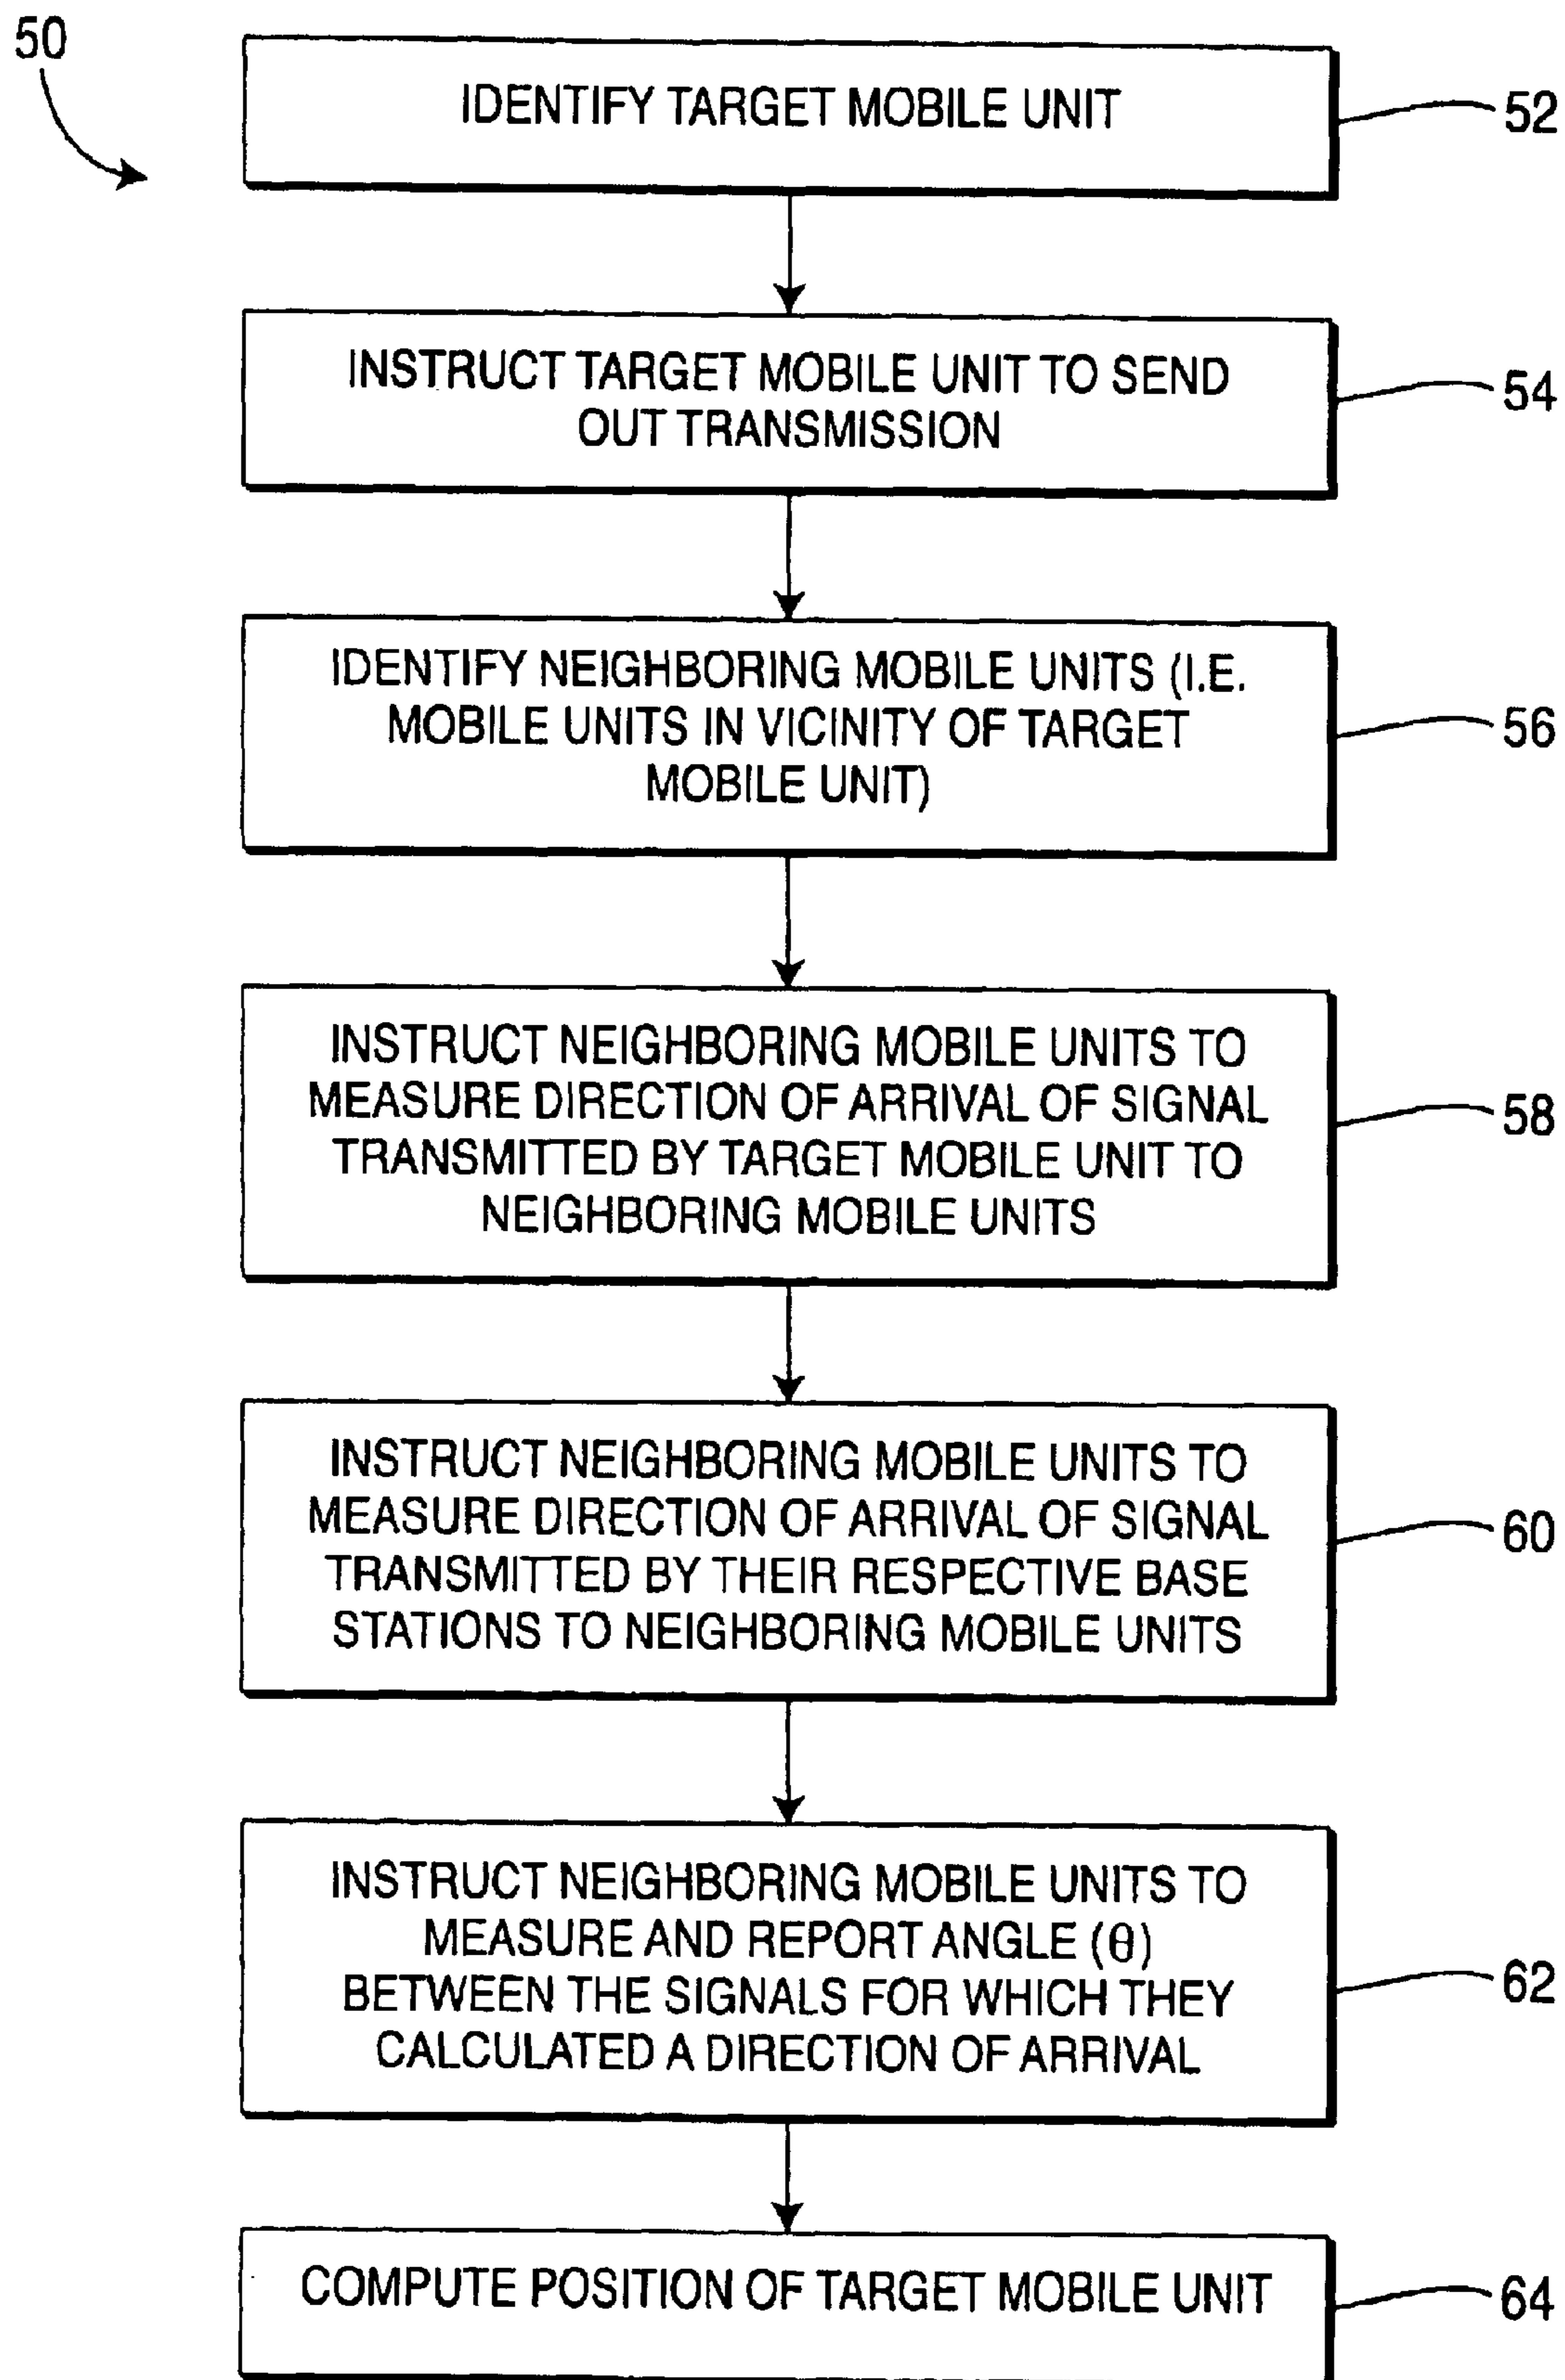 50
IDENTIFY TARGET MOBILE UNIT
52
INSTRUCT TARGET MOBILE UNIT TO SEND
OUT TRANSMISSION
54
IDENTIFY NEIGHBORING MOBILE UNITS (I.E.
MOBILE UNITS IN VICINITY OF TARGET
MOBILE UNIT)
56
INSTRUCT NEIGHBORING MOBILE UNITS TO
MEASURE DIRECTION OF ARRIVAL OF SIGNAL
TRANSMITTED BY TARGET MOBILE UNIT TO
NEIGHBORING MOBILE UNITS
58
INSTRUCT NEIGHBORING MOBILE UNITS TO
MEASURE DIRECTION OF ARRIVAL OF SIGNAL
TRANSMITTED BY THEIR RESPECTIVE BASE
STATIONS TO NEIGHBORING MOBILE UNITS
60
INSTRUCT NEIGHBORING MOBILE UNITS TO
MEASURE AND REPORT ANGLE (θ)
BETWEEN THE SIGNALS FOR WHICH THEY
CALCULATED A DIRECTION OF ARRIVAL
62
COMPUTE POSITION OF TARGET MOBILE UNIT
64